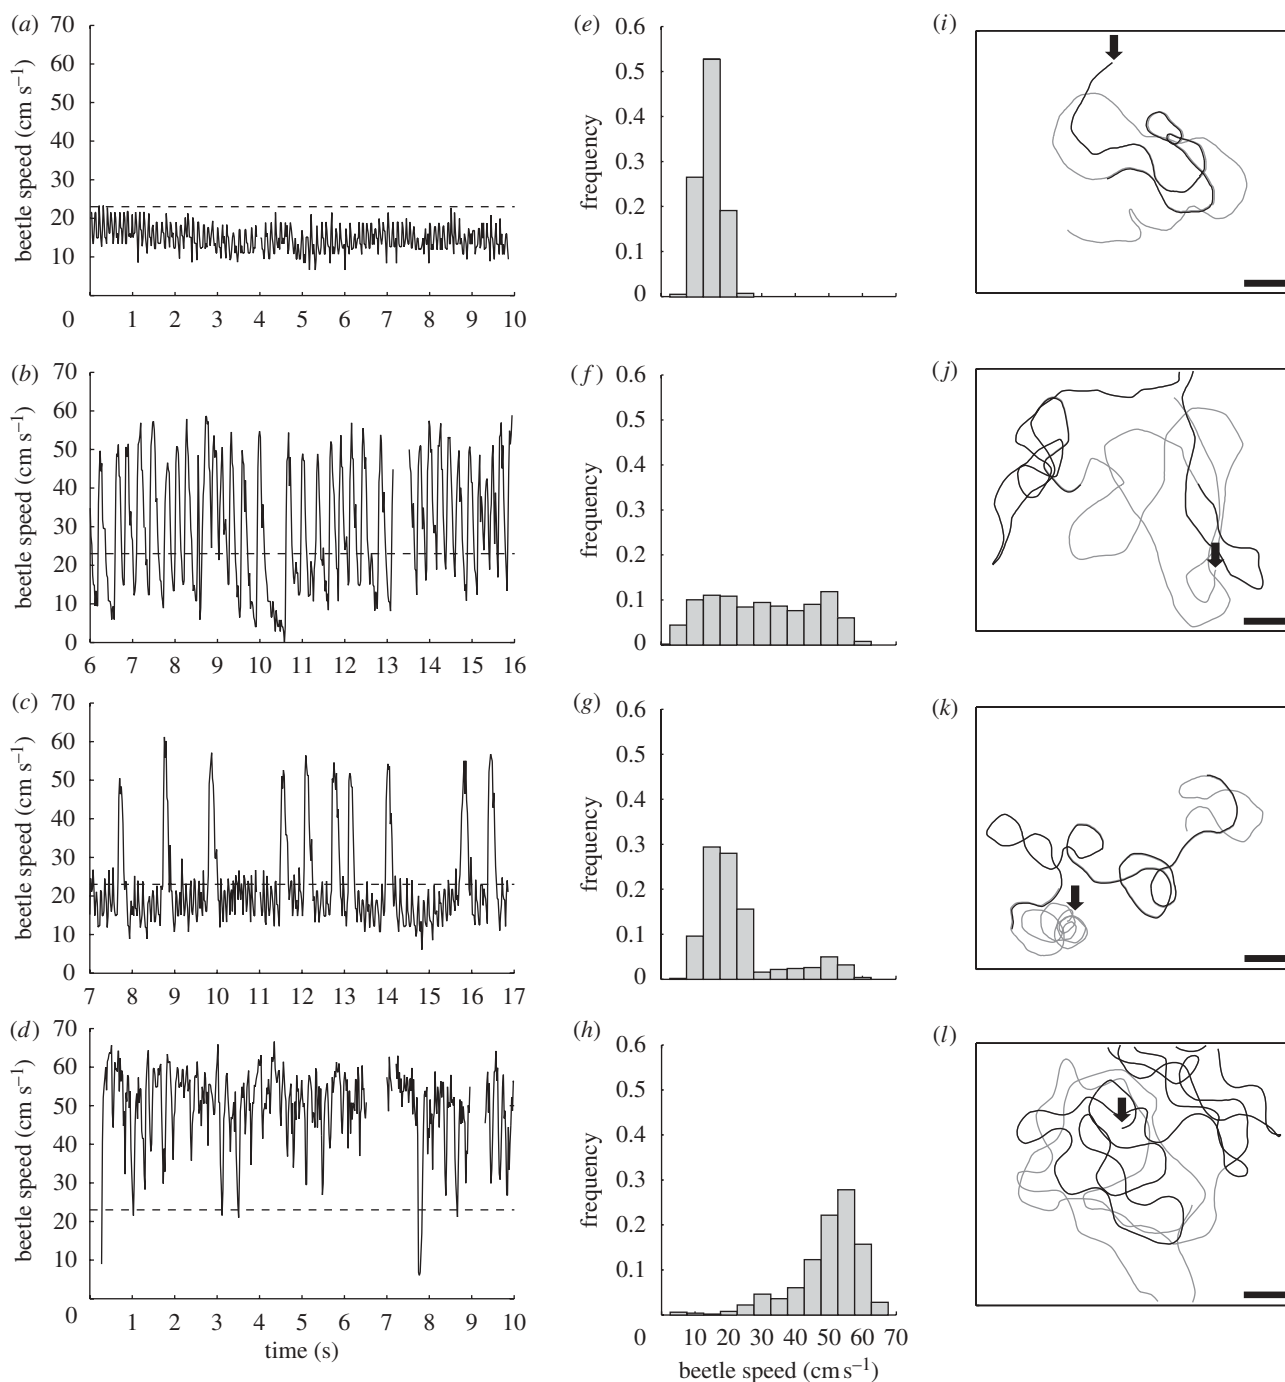 (a)
70
60
50
40
30
20
10
0
1 2 3 4 5 6 7 8 9 10
beetle speed (cm s–1)
(e)
0.6
0.5
0.4
0.3
0.2
0.1
0
frequency
(i)
(b)
70
60
50
40
30
20
10
0
6 7 8 9 10 11 12 13 14 15 16
beetle speed (cm s–1)
(f)
0.6
0.5
0.4
0.3
0.2
0.1
0
frequency
(j)
(c)
70
60
50
40
30
20
10
0
7 8 9 10 11 12 13 14 15 16 17
beetle speed (cm s–1)
(g)
0.6
0.5
0.4
0.3
0.2
0.1
0
frequency
(k)
(d)
70
60
50
40
30
20
10
0 1 2 3 4 5 6 7 8 9 10
beetle speed (cm s–1)
time (s)
(h)
0.6
0.5
0.4
0.3
0.2
0.1
0 10 20 30 40 50 60 70
frequency
beetle speed (cm s–1)
(l)